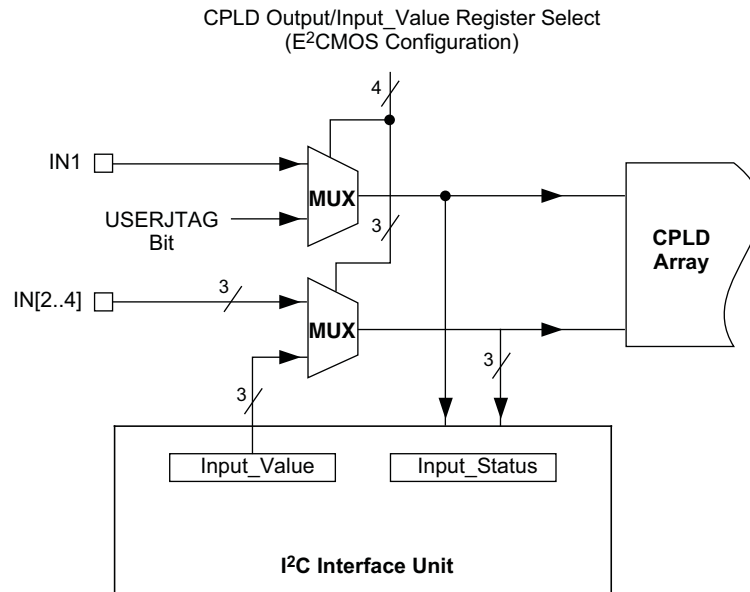 CPLD Output/Input_Value Register Select
(E²CMOS Configuration)
4
IN1
MUX
USERJTAG
Bit
3
CPLD
Array
IN[2..4]
3
MUX
3
3
Input_Value
Input_Status
I²C Interface Unit